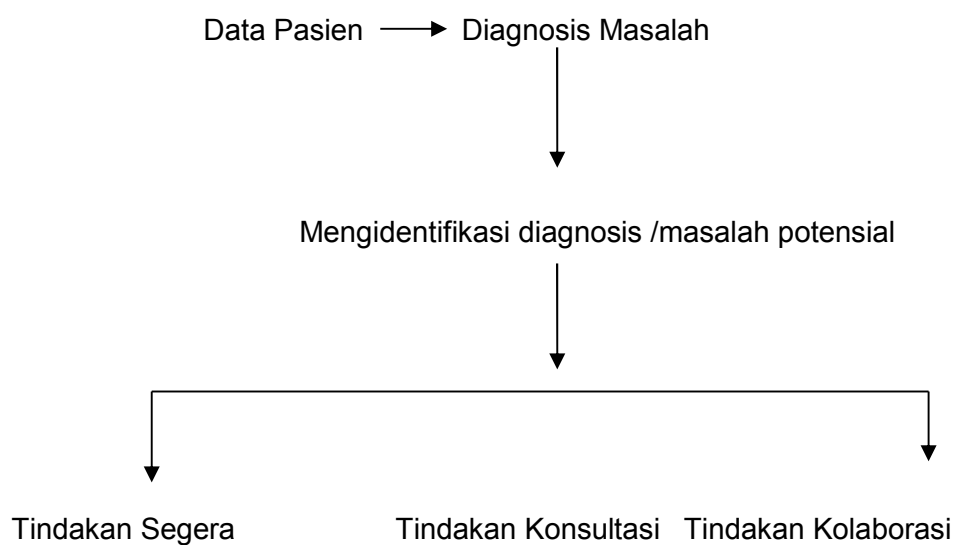 Data Pasien Diagnosis Masalah
Mengidentifikasi diagnosis /masalah potensial
Tindakan Segera Tindakan Konsultasi Tindakan Kolaborasi